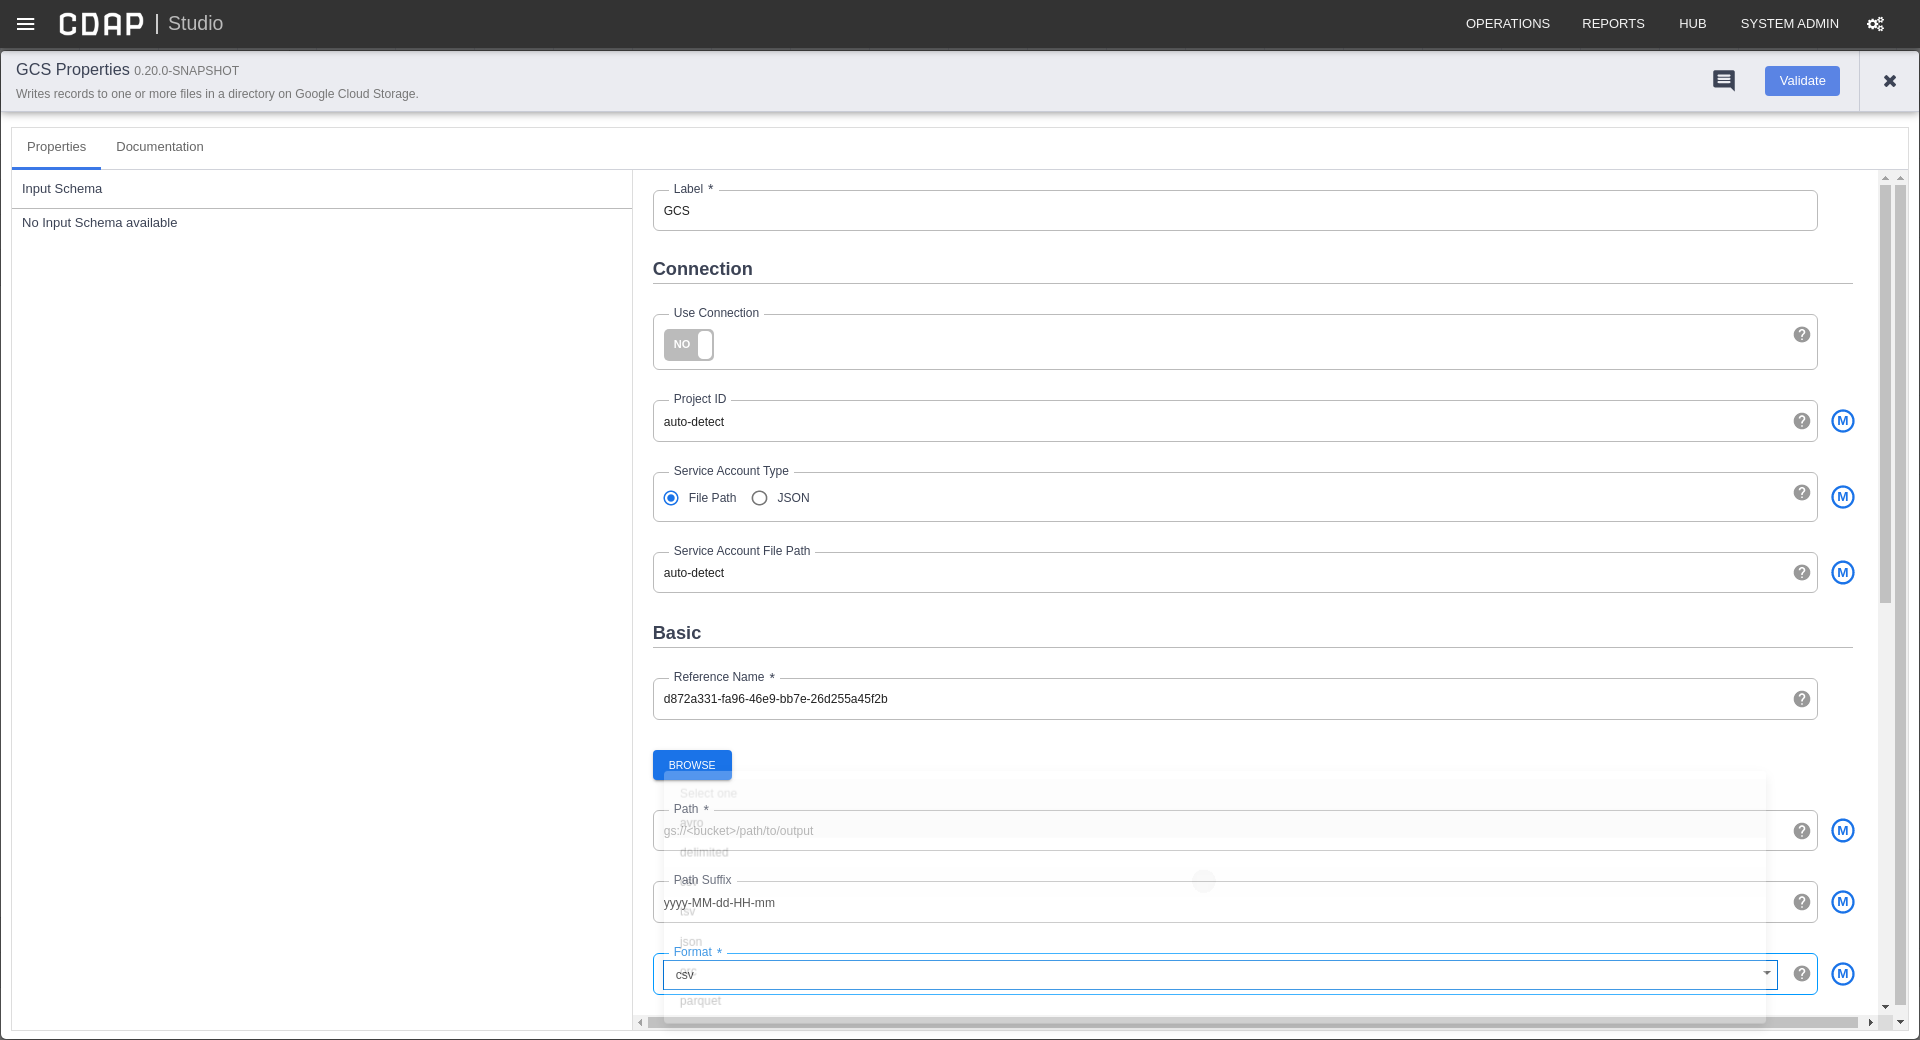 CDAP | Studio
OPERATIONS REPORTS HUB SYSTEM ADMIN
GCS Properties 0.20.0-SNAPSHOT
Writes records to one or more files in a directory on Google Cloud Storage.
Validate
Properties Documentation
Input Schema
No Input Schema available
Label *
GCS
Connection
Use Connection
NO
Project ID
auto-detect
M
Service Account Type
File Path JSON
M
Service Account File Path
auto-detect
M
Basic
Reference Name *
d872a331-fa96-46e9-bb7e-26d255a45f2b
BROWSE
Select one
Path *
avro
gs://<bucket>/path/to/output
M
delimited
Path Suffix
yyyy-MM-dd-HH-mm
M
tsv
json
Format *
csv
M
parquet